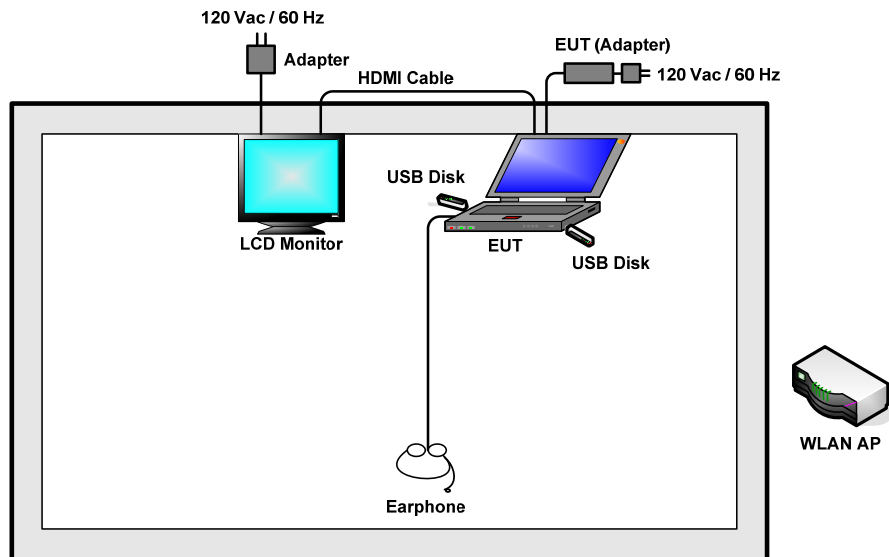 120 Vac / 60 Hz
Adapter
EUT (Adapter)
120 Vac / 60 Hz
HDMI Cable
USB Disk
LCD Monitor
EUT
USB Disk
WLAN AP
Earphone